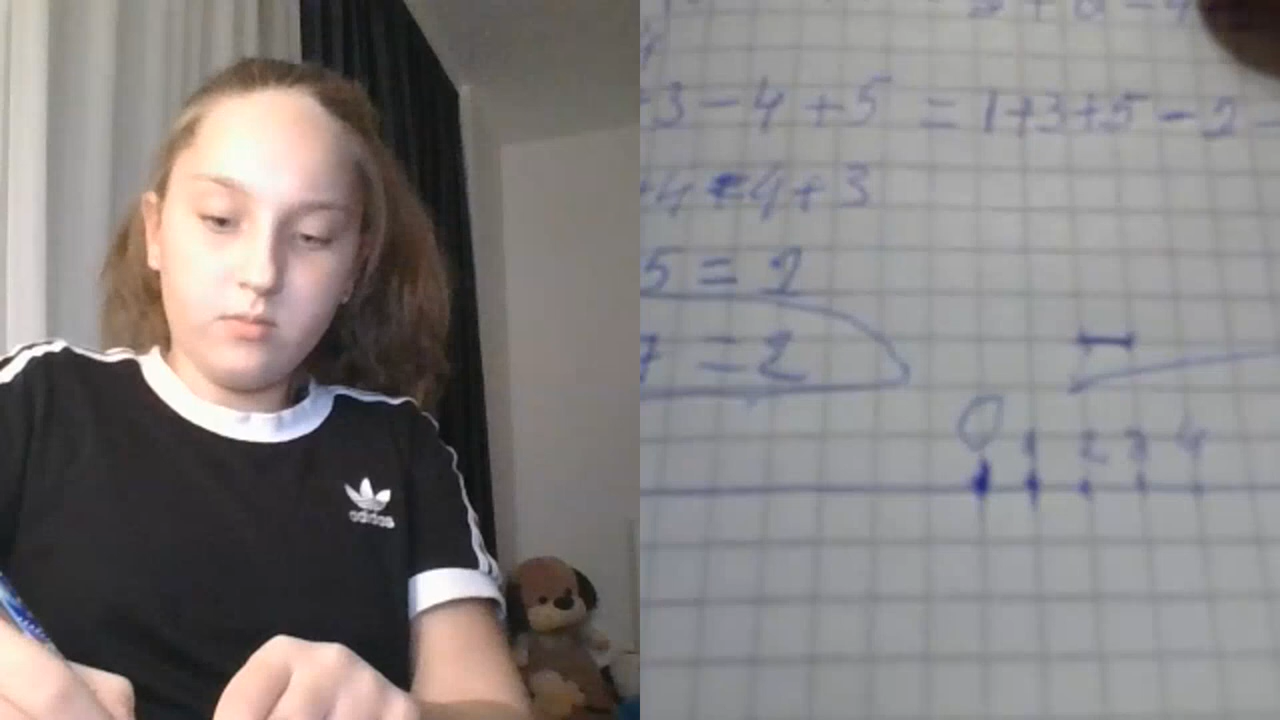 adidas
3 - 4 + 5 = 1 + 3 + 5 - 2 -
+ 4 + 3
5 = 2
7 = 2
0 1 2 3 4